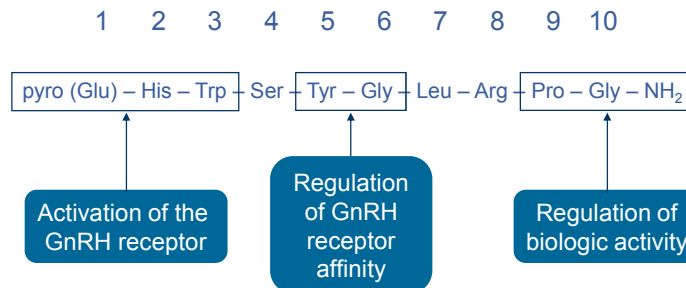 1 2 3 4 5 6 7 8 9 10
pyro (Glu) – His – Trp – Ser – Tyr – Gly – Leu – Arg – Pro – Gly – NH₂
Activation of the
GnRH receptor
Regulation
of GnRH
receptor
affinity
Regulation of
biologic activity